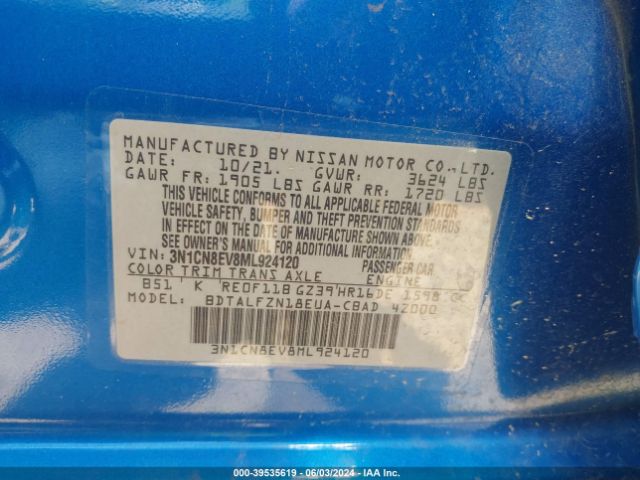 MANUFACTURED BY NISSAN MOTOR CO., LTD.
DATE: 10/21. GVWR: 3624 LBS
GAWR FR: 1905 LBS GAWR RR: 1720 LBS
THIS VEHICLE CONFORMS TO ALL APPLICABLE FEDERAL MOTOR
VEHICLE SAFETY, BUMPER AND THEFT PREVENTION STANDARDS
IN EFFECT ON THE DATE OF MANUFACTURE SHOWN ABOVE.
SEE OWNER'S MANUAL FOR ADDITIONAL INFORMATION
VIN: 3N1CN8EV8ML924120 PASSENGER CAR
COLOR TRIM TRANS AXLE ENGINE
B51 K RE0F11B GZ39 HR16DE 1598 CC
MODEL: BDTALFZN18EUA-CBAD 42000
3N1CN8EV8ML924120
000-39535619 - 06/03/2024 - IAA Inc.